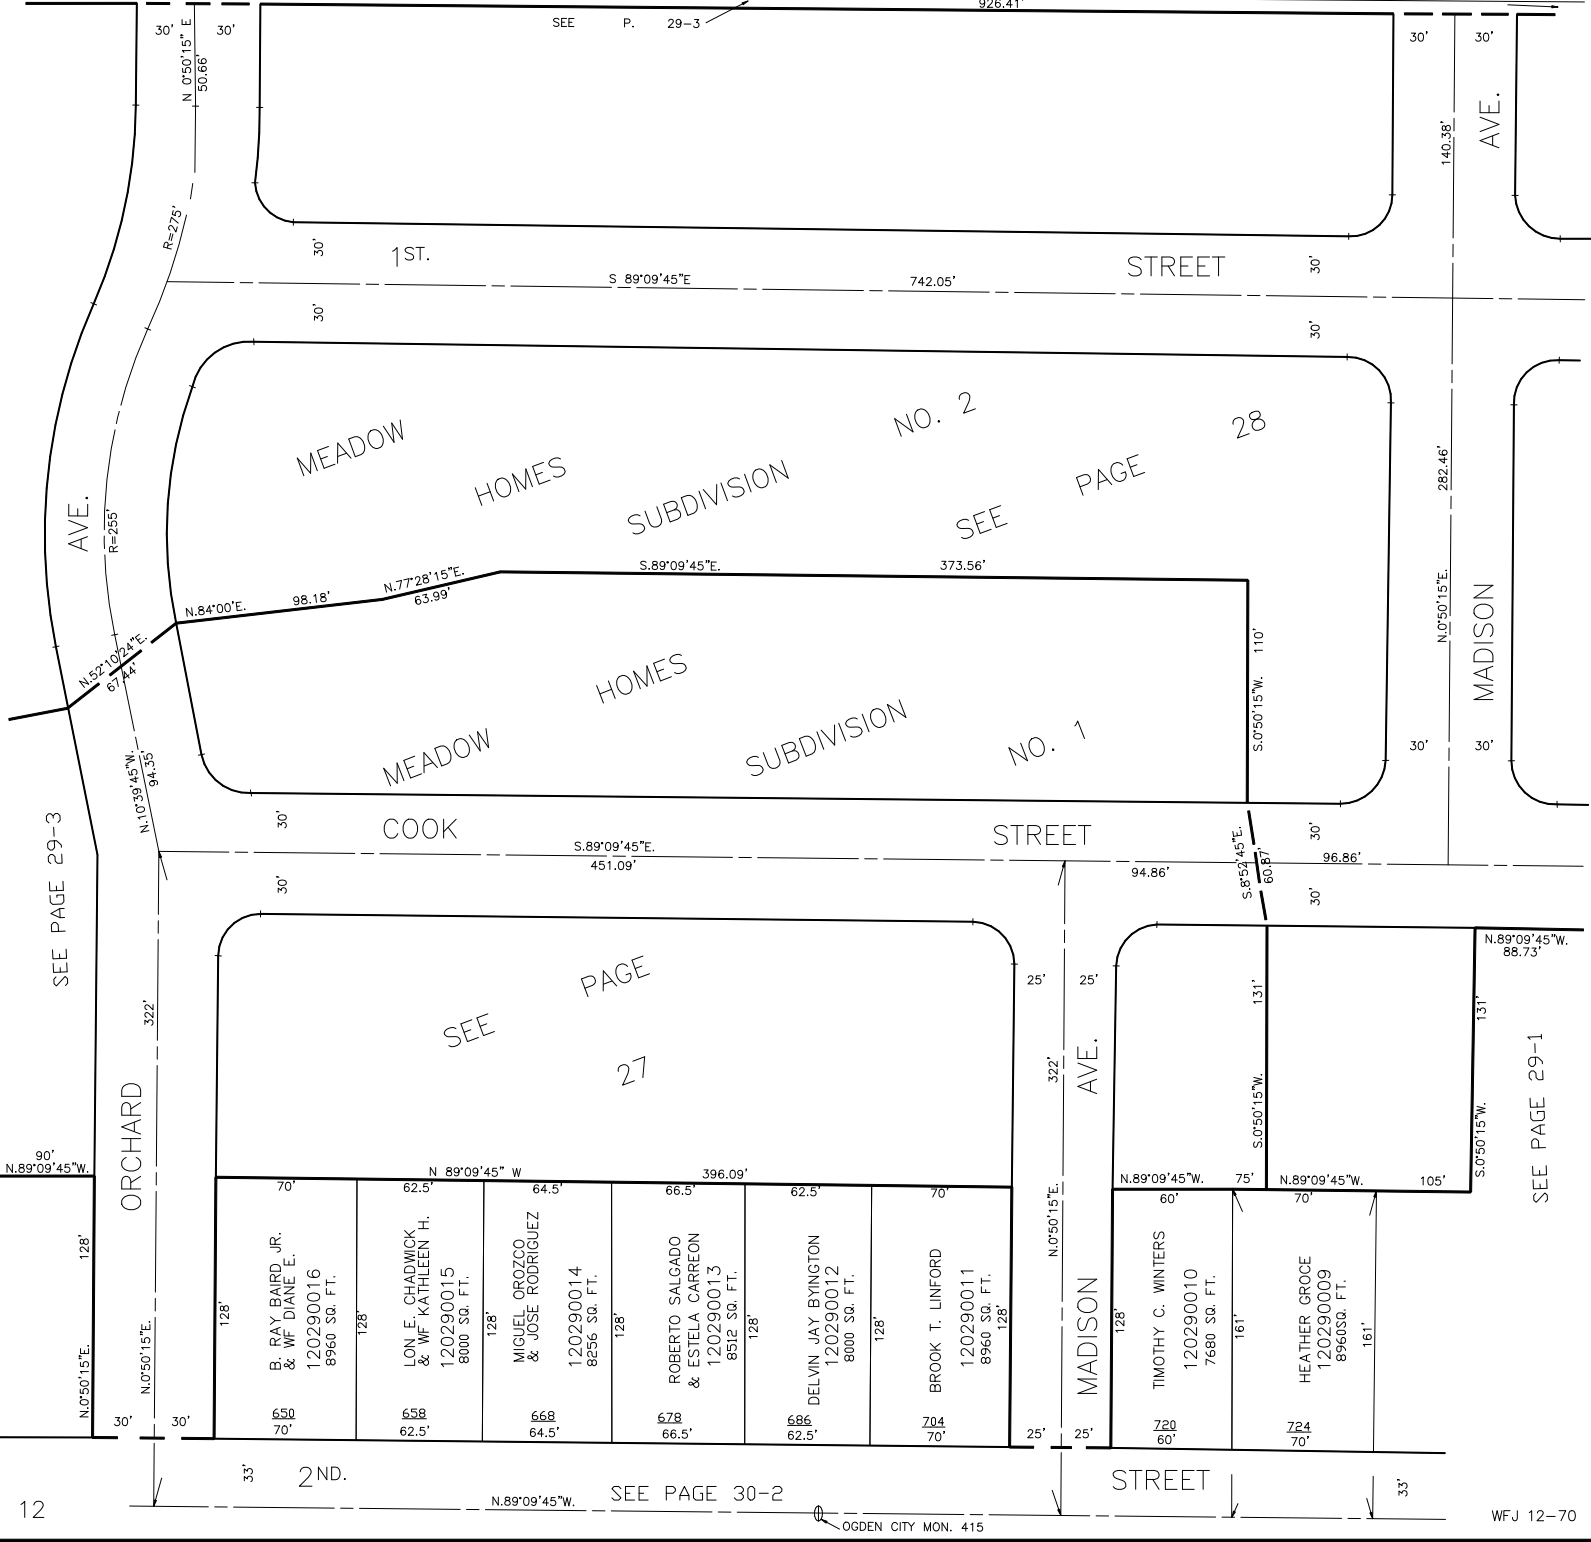 926.41'
SEE P. 29-3
30' 30'
30' 30'
N 0°50'15" E
50.66'
140.38'
AVE.
R=275'
30'
1ST. STREET
30'
S 89°09'45"E 742.05'
30'
30'
MEADOW HOMES SUBDIVISION NO. 2
SEE PAGE 28
282.46'
N.0°50'15"E.
AVE.
R=255'
S.89°09'45"E. 373.56'
N.77°28'15"E.
63.99'
N.84°00'E. 98.18'
N.52°10'24"E.
67.44'
MADISON
110'
S.0°50'15"W.
MEADOW HOMES SUBDIVISION NO. 1
30' 30'
N.10°39'45"W.
94.35'
SEE PAGE 29-3
30'
COOK STREET
30'
S.89°09'45"E.
451.09'
94.86'
96.86'
S.8°52'45"E.
60.87'
30'
30'
N.89°09'45"W.
88.73'
SEE PAGE 27
25' 25'
131'
131'
322'
322'
AVE.
S.0°50'15"W.
S.0°50'15"W.
SEE PAGE 29-1
ORCHARD
90'
N.89°09'45"W.
N 89°09'45" W 396.09'
70' 62.5' 64.5' 66.5' 62.5' 70'
N.89°09'45"W. 75' N.89°09'45"W. 105'
60' 70'
128'
N.0°50'15"E.
N.0°50'15"E.
N.0°50'15"E.
128'
B. RAY BAIRD JR.
& WF DIANE E.
120290016
8960 SQ. FT.
128'
LON E. CHADWICK
& WF KATHLEEN H.
120290015
8000 SQ. FT.
128'
MIGUEL OROZCO
& JOSE RODRIGUEZ
120290014
8256 SQ. FT.
128'
ROBERTO SALGADO
& ESTELA CARREON
120290013
8512 SQ. FT.
128'
DELVIN JAY BYINGTON
120290012
8000 SQ. FT.
128'
BROOK T. LINFORD
120290011
8960 SQ. FT.
128'
MADISON
128'
TIMOTHY C. WINTERS
120290010
7680 SQ. FT.
161'
HEATHER GROCE
120290009
8960SQ. FT.
161'
30' 30'
650
70'
658
62.5'
668
64.5'
678
66.5'
686
62.5'
704
70'
25' 25'
720
60'
724
70'
33'
2ND. STREET
33'
SEE PAGE 30-2
N.89°09'45"W.
OGDEN CITY MON. 415
12
WFJ 12-70